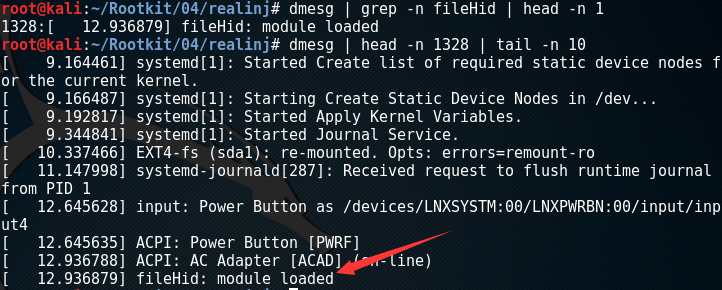 root@kali:~/Rootkit/04/realinj# dmesg | grep -n fileHid | head -n 1
1328:[   12.936879] fileHid: module loaded
root@kali:~/Rootkit/04/realinj# dmesg | head -n 1328 | tail -n 10
[    9.164461] systemd[1]: Started Create list of required static device nodes f
or the current kernel.
[    9.166487] systemd[1]: Starting Create Static Device Nodes in /dev...
[    9.192817] systemd[1]: Started Apply Kernel Variables.
[    9.344841] systemd[1]: Started Journal Service.
[   10.337466] EXT4-fs (sda1): re-mounted. Opts: errors=remount-ro
[   11.147998] systemd-journald[287]: Received request to flush runtime journal
from PID 1
[   12.645628] input: Power Button as /devices/LNXSYSTM:00/LNXPWRBN:00/input/inp
ut4
[   12.645635] ACPI: Power Button [PWRF]
[   12.936788] ACPI: AC Adapter [ACAD] (on-line)
[   12.936879] fileHid: module loaded